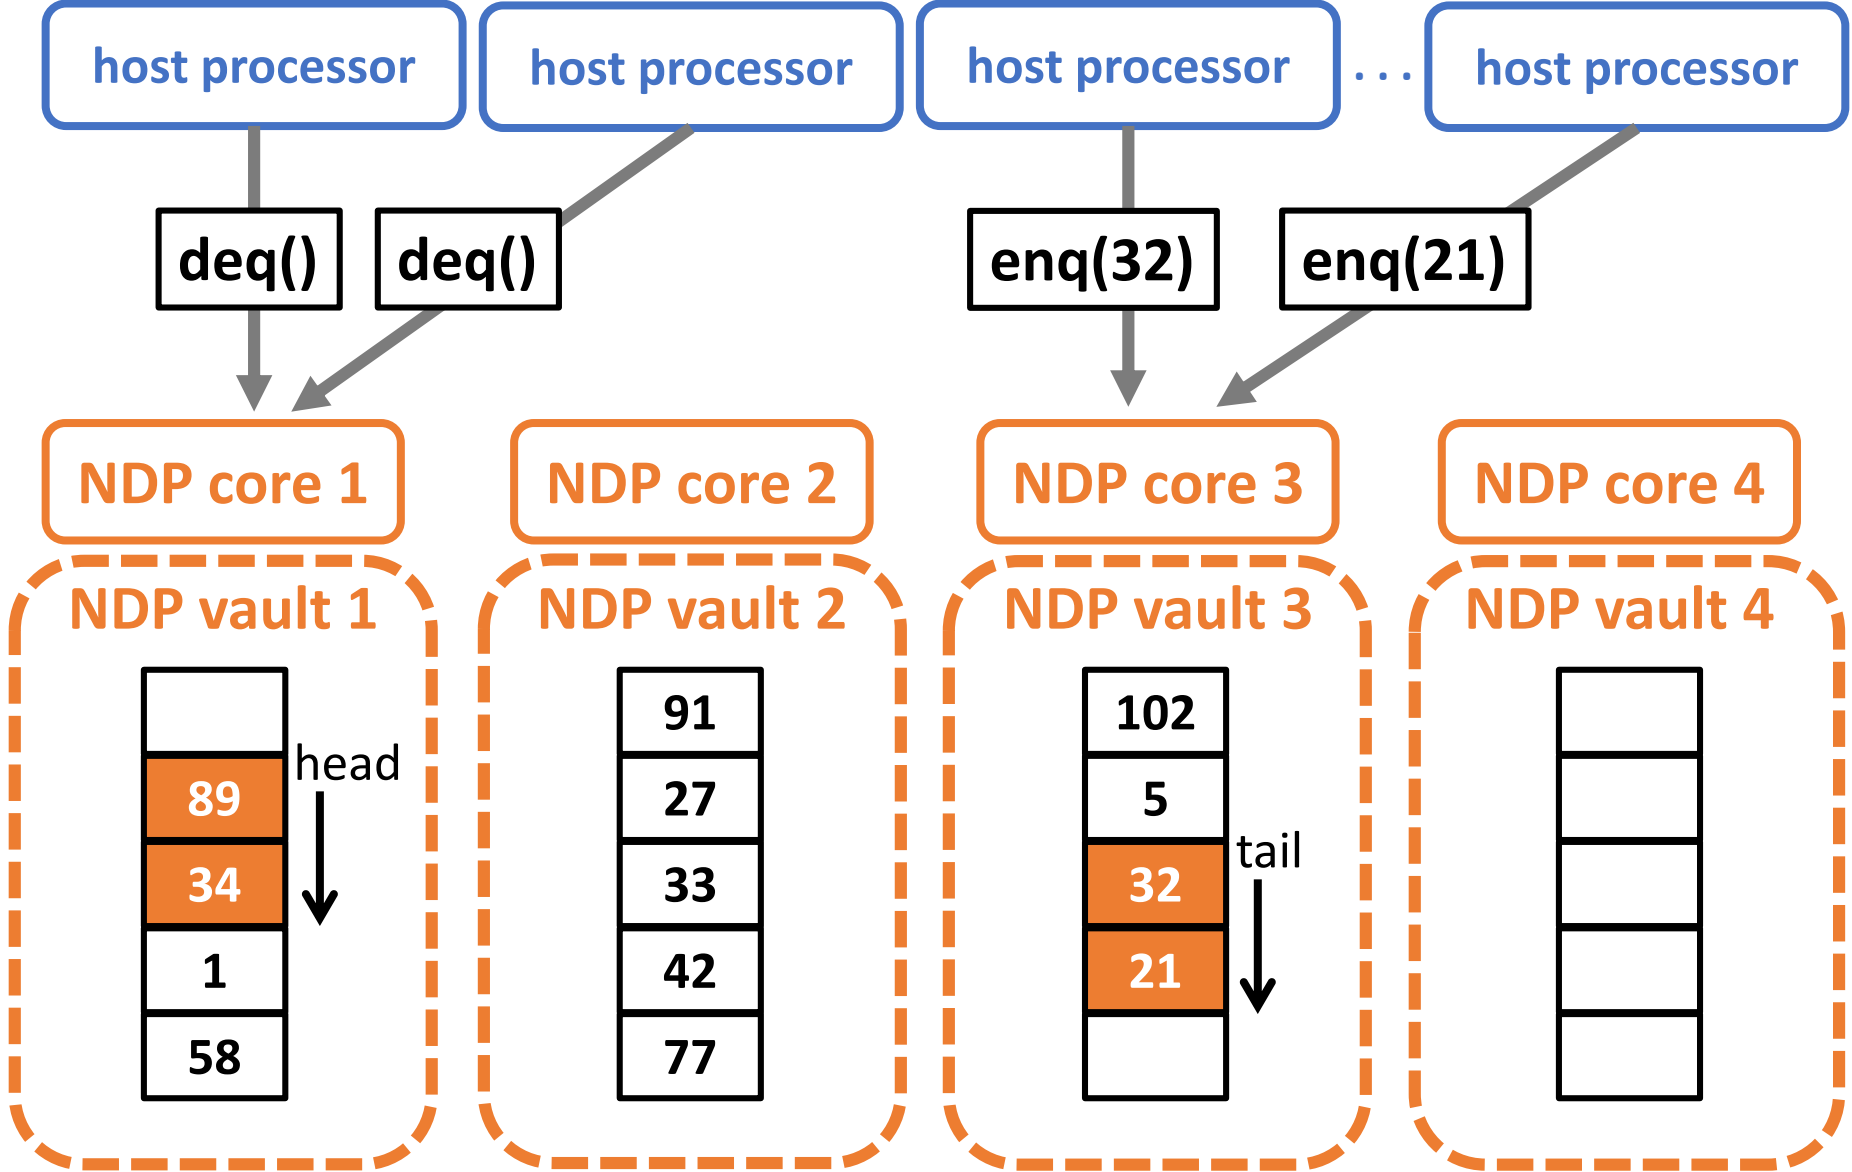 host processor
host processor
host processor
. . .
host processor
deq()
deq()
enq(32)
enq(21)
NDP core 1
NDP core 2
NDP core 3
NDP core 4
NDP vault 1
head
89
34
1
58
NDP vault 2
91
27
33
42
77
NDP vault 3
102
5
tail
32
21
NDP vault 4